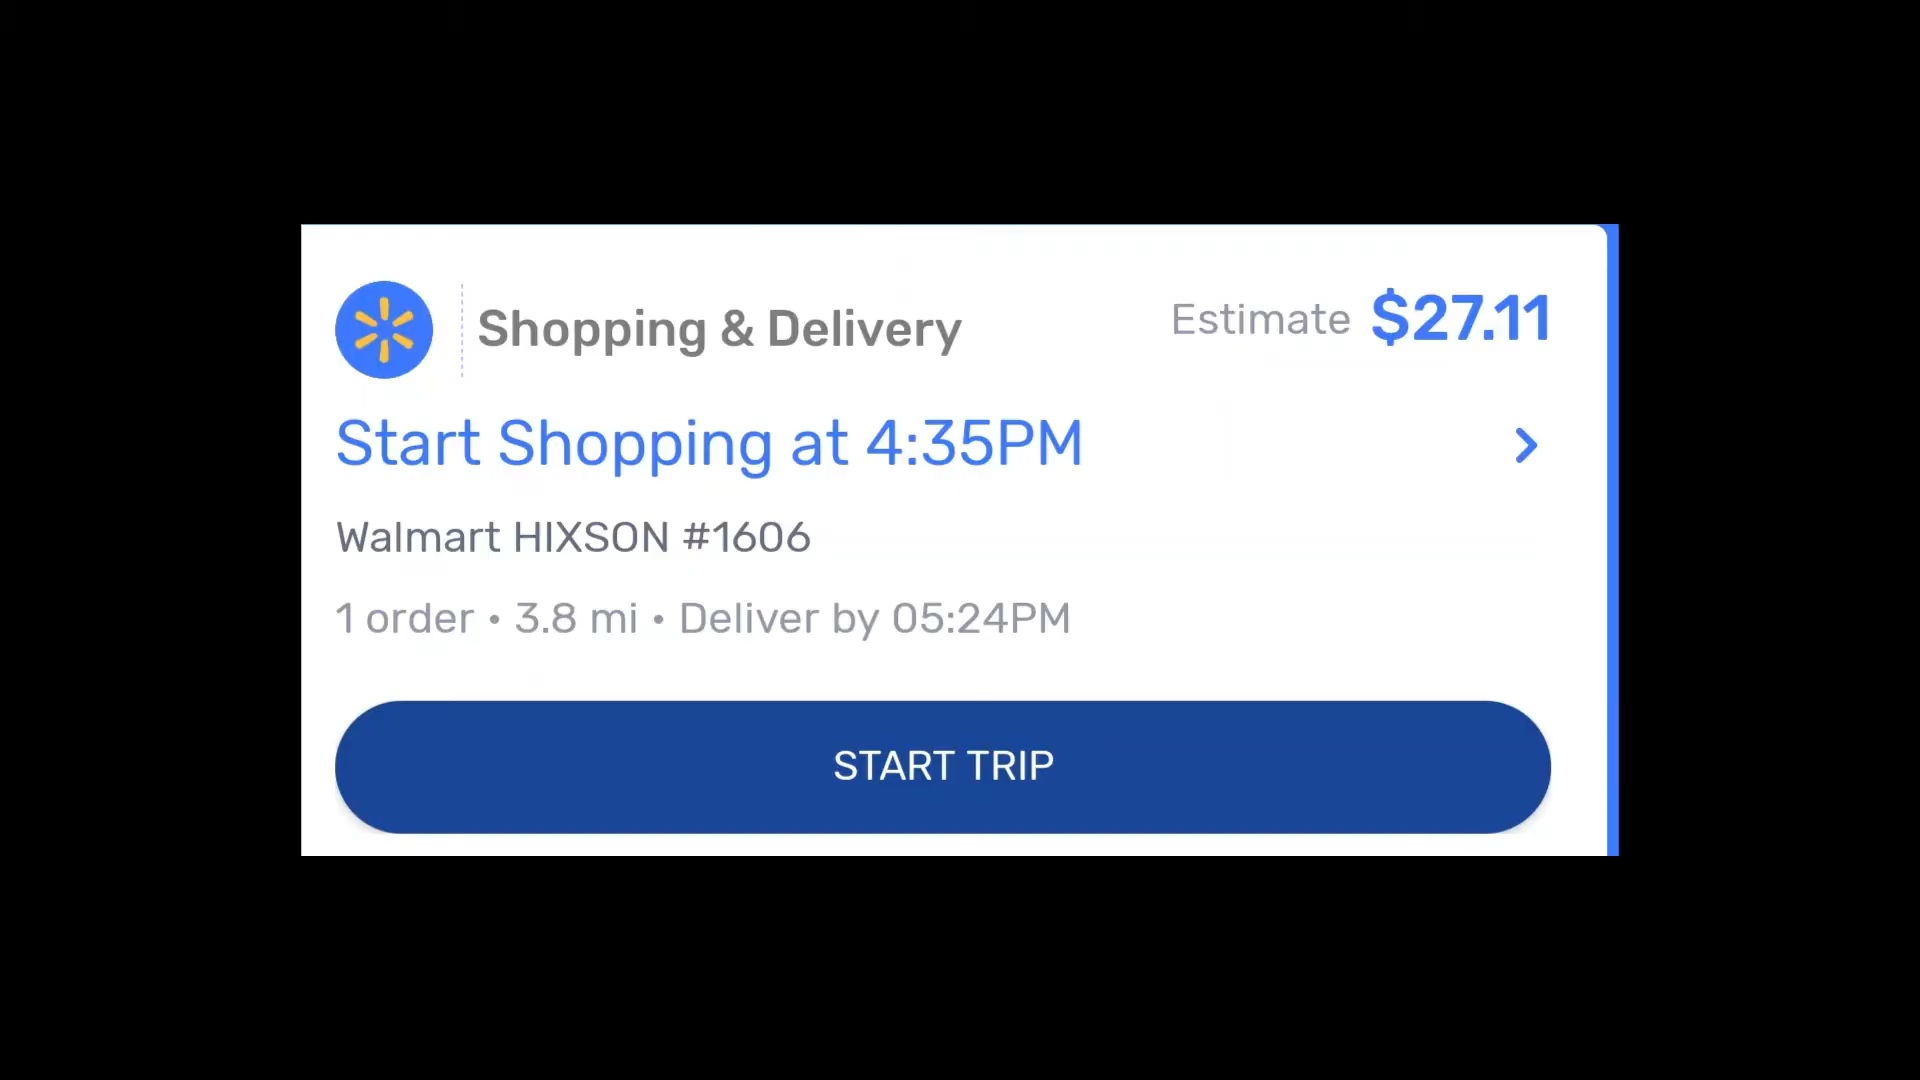 Shopping & Delivery
Estimate $27.11
Start Shopping at 4:35PM
Walmart HIXSON #1606
1 order • 3.8 mi • Deliver by 05:24PM
START TRIP